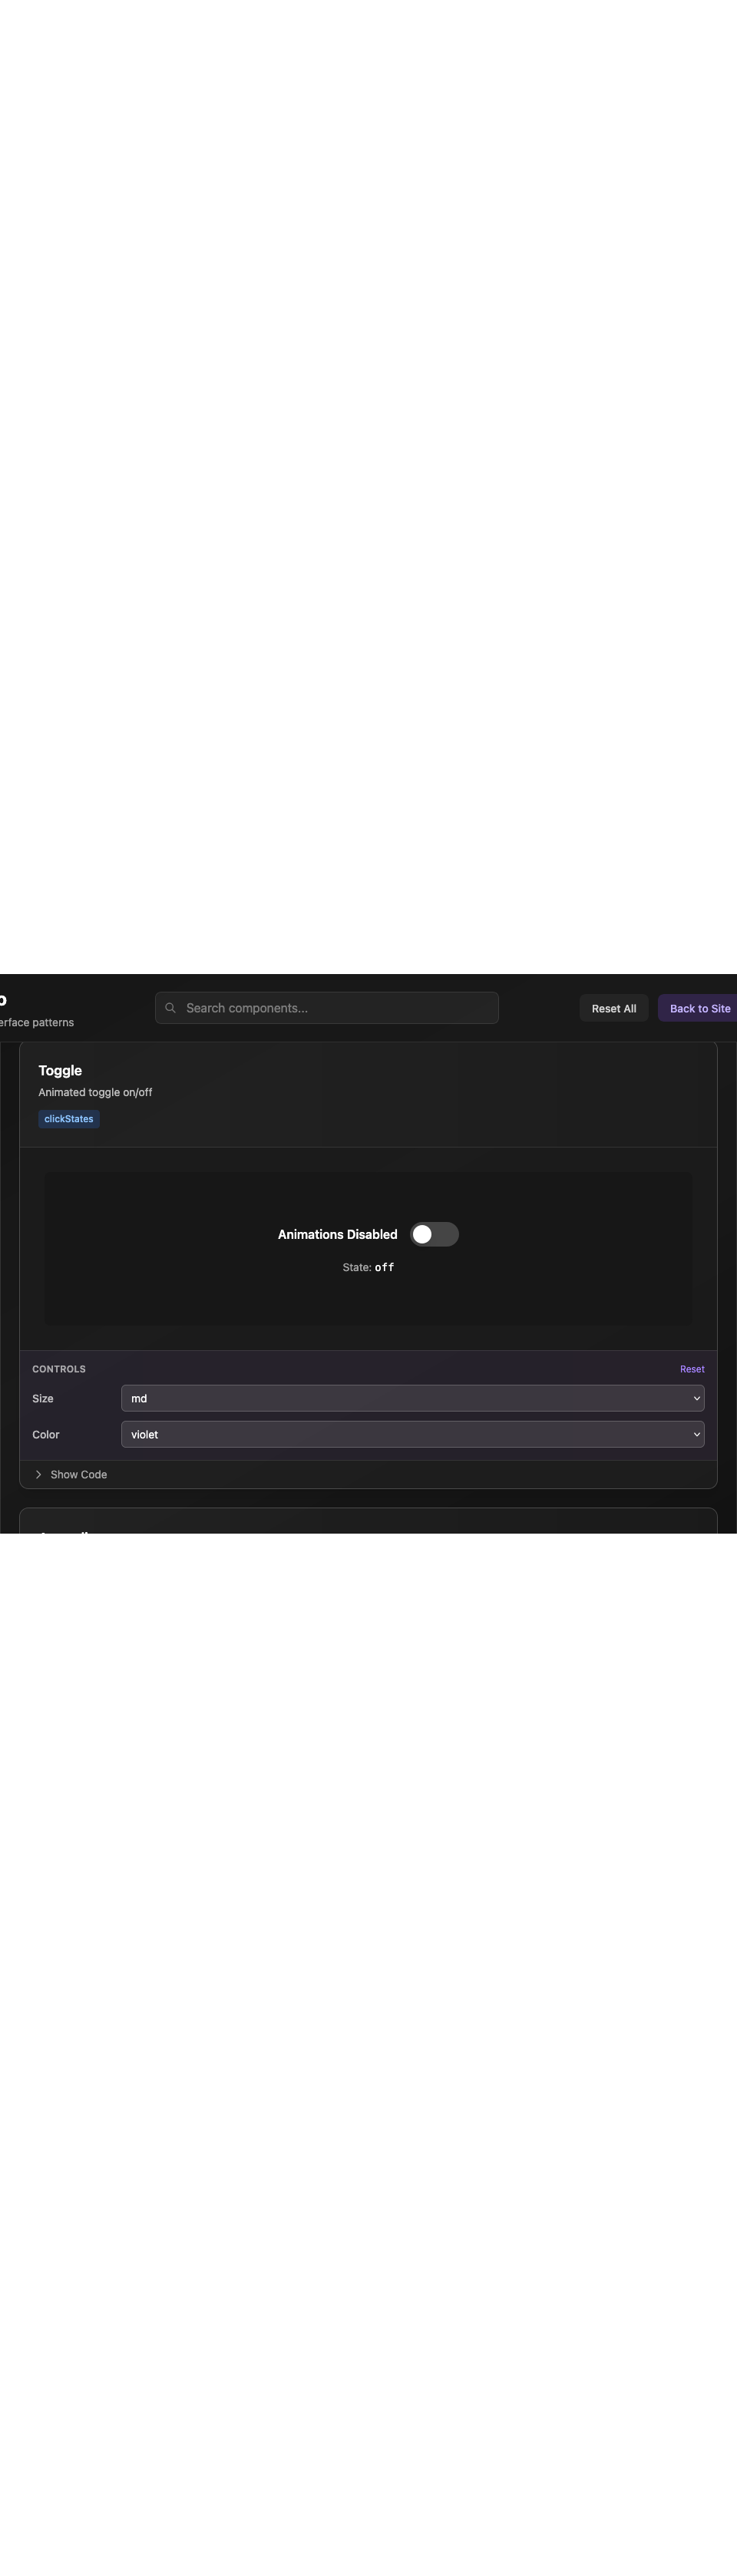 Search components...
Reset All
Back to Site
erface patterns
Toggle
Animated toggle on/off
clickStates
Animations Disabled
State: off
CONTROLS
Reset
Size
md
Color
violet
Show Code